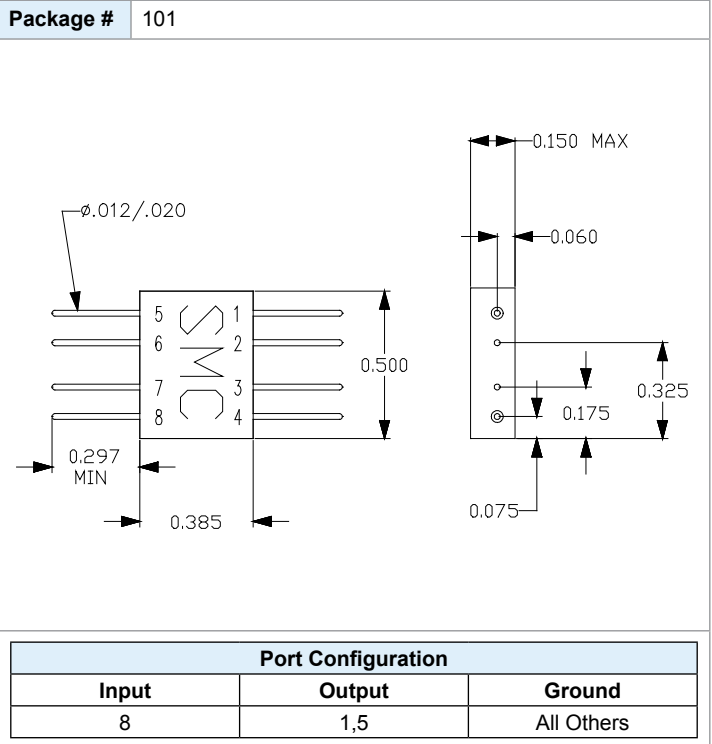 Package # 101
0.150 MAX
ø.012/.020
0.060
5 1
6 2
SMC
0.500
7 3
0.325
8 4
0.175
0.297
MIN
0.385
0.075
Port Configuration
Input Output Ground
8 1,5 All Others